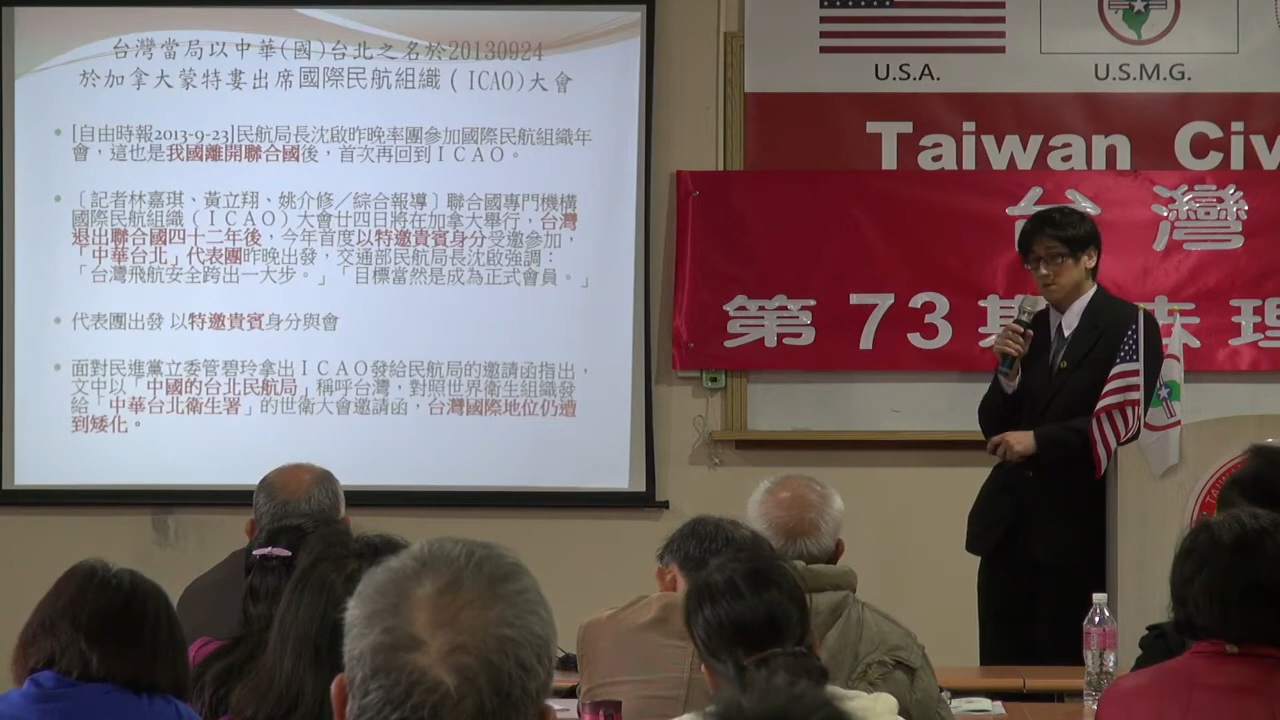 台灣當局以中華(國)台北之名於20130924
於加拿大蒙特婁出席國際民航組織（ICAO)大會
• [自由時報2013-9-23]民航局長沈啟昨晚率團參加國際民航組織年
會，這也是我國離開聯合國後，首次再回到ＩＣＡＯ。
• 〔記者林嘉琪、黃立翔、姚介修／綜合報導〕聯合國專門機構
國際民航組織（ＩＣＡＯ）大會廿四日將在加拿大舉行，台灣
退出聯合國四十二年後，今年首度以特邀貴賓身分受邀參加，
「中華台北」代表團昨晚出發，交通部民航局長沈啟強調：
「台灣飛航安全跨出一大步。」「目標當然是成為正式會員。」
• 代表團出發 以特邀貴賓身分與會
• 面對民進黨立委管碧玲拿出ＩＣＡＯ發給民航局的邀請函指出，
文中以「中國的台北民航局」稱呼台灣，對照世界衛生組織發
給「中華台北衛生署」的世衛大會邀請函，台灣國際地位仍遭
到矮化。
U.S.A.
U.S.M.G.
Taiwan Civ
台灣
第73期
理